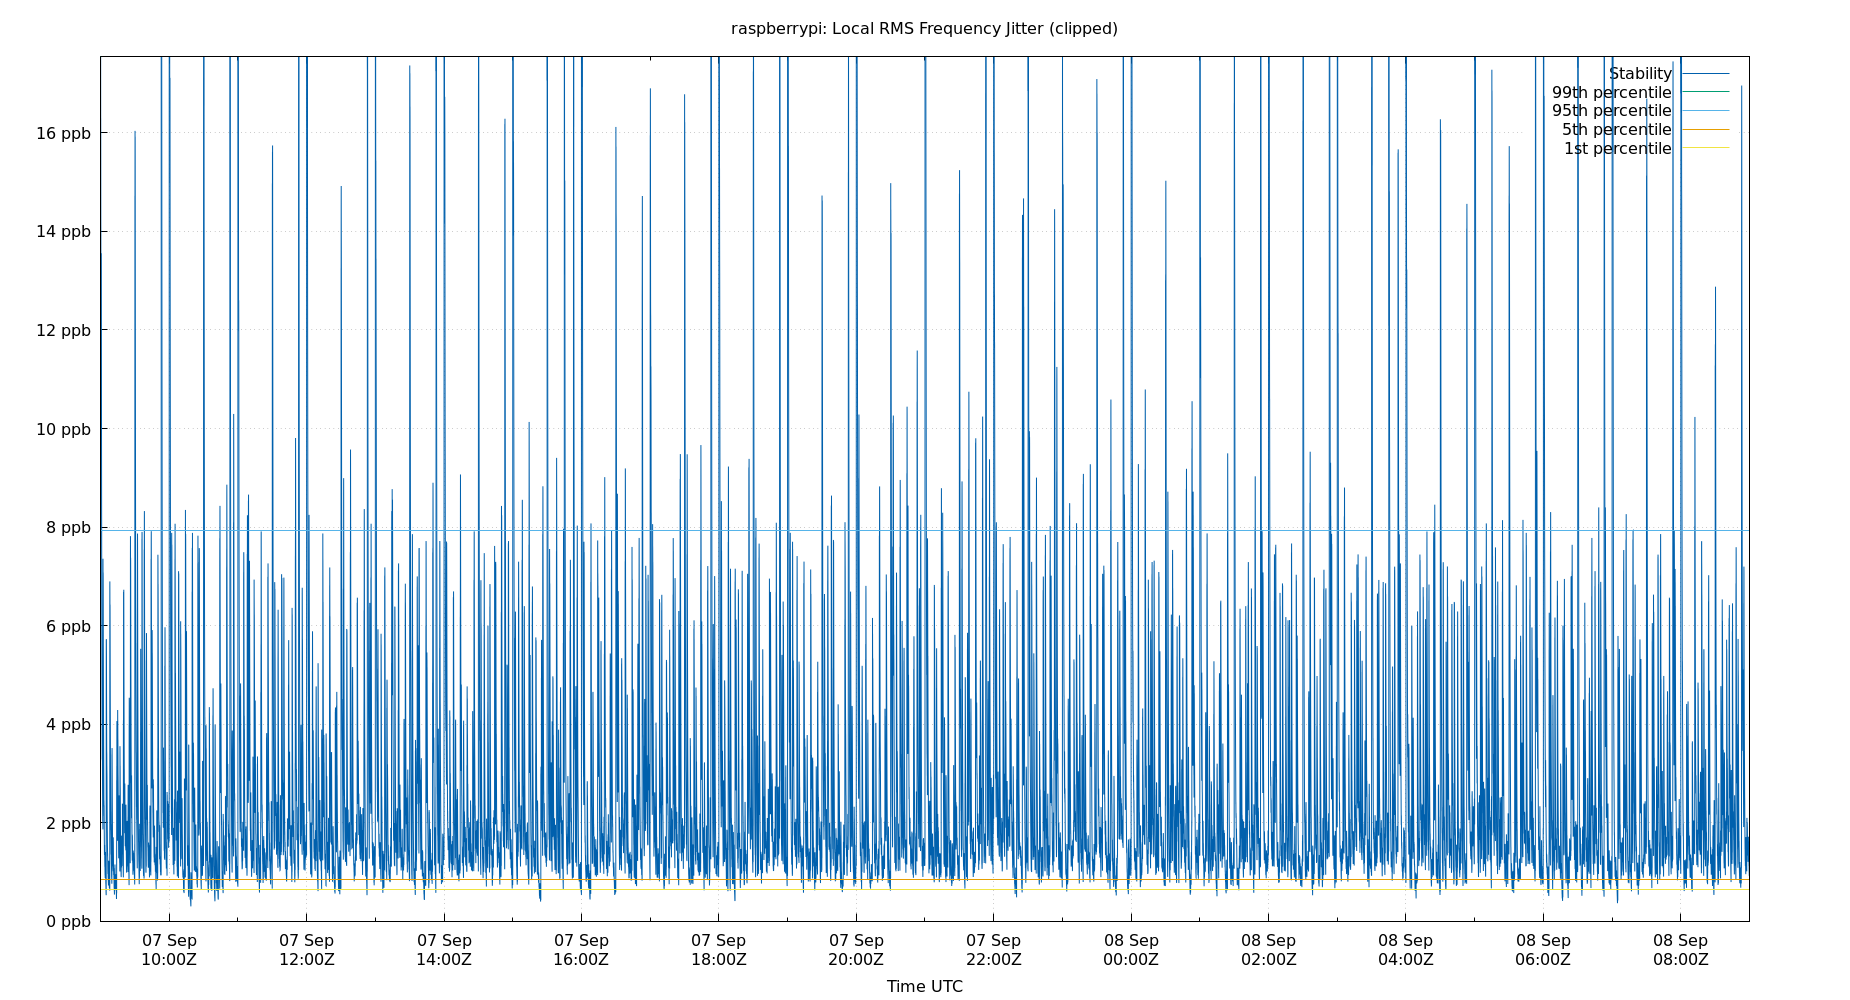 raspberrypi: Local RMS Frequency Jitter (clipped)
Stability
99th percentile
95th percentile
5th percentile
1st percentile
16 ppb
14 ppb
12 ppb
10 ppb
8 ppb
6 ppb
4 ppb
2 ppb
0 ppb
07 Sep 07 Sep 07 Sep 07 Sep 07 Sep 07 Sep 07 Sep 08 Sep 08 Sep 08 Sep 08 Sep 08 Sep
10:00Z 12:00Z 14:00Z 16:00Z 18:00Z 20:00Z 22:00Z 00:00Z 02:00Z 04:00Z 06:00Z 08:00Z
Time UTC